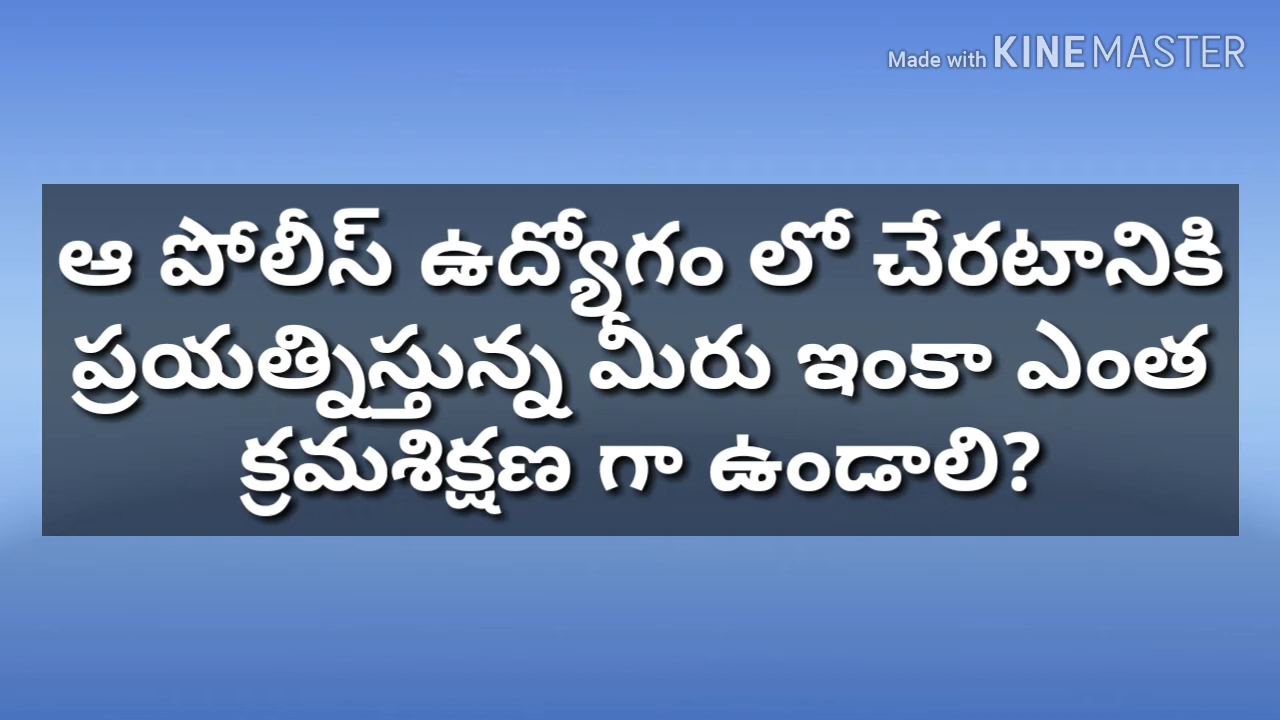 Made with KINEMASTER
ఆ పోలీస్ ఉద్యోగం లో చేరటానికి
ప్రయత్నిస్తున్న మీరు ఇంకా ఎంత
క్రమశిక్షణ గా ఉండాలి?